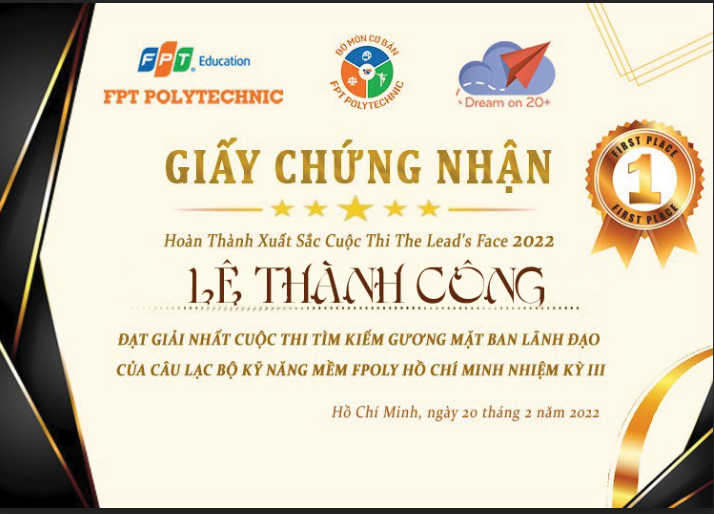 FPT Education
FPT POLYTECHNIC
BỘ MÔN CƠ BẢN
FPT POLYTECHNIC
Dream on 20+
GIẤY CHỨNG NHẬN
FIRST PLACE
1
FIRST PLACE
Hoàn Thành Xuất Sắc Cuộc Thi The Lead's Face 2022
LÊ THÀNH CÔNG
ĐẠT GIẢI NHẤT CUỘC THI TÌM KIẾM GƯƠNG MẶT BAN LÃNH ĐẠO
CỦA CÂU LẠC BỘ KỸ NĂNG MỀM FPOLY HỒ CHÍ MINH NHIỆM KỲ III
Hồ Chí Minh, ngày 20 tháng 2 năm 2022